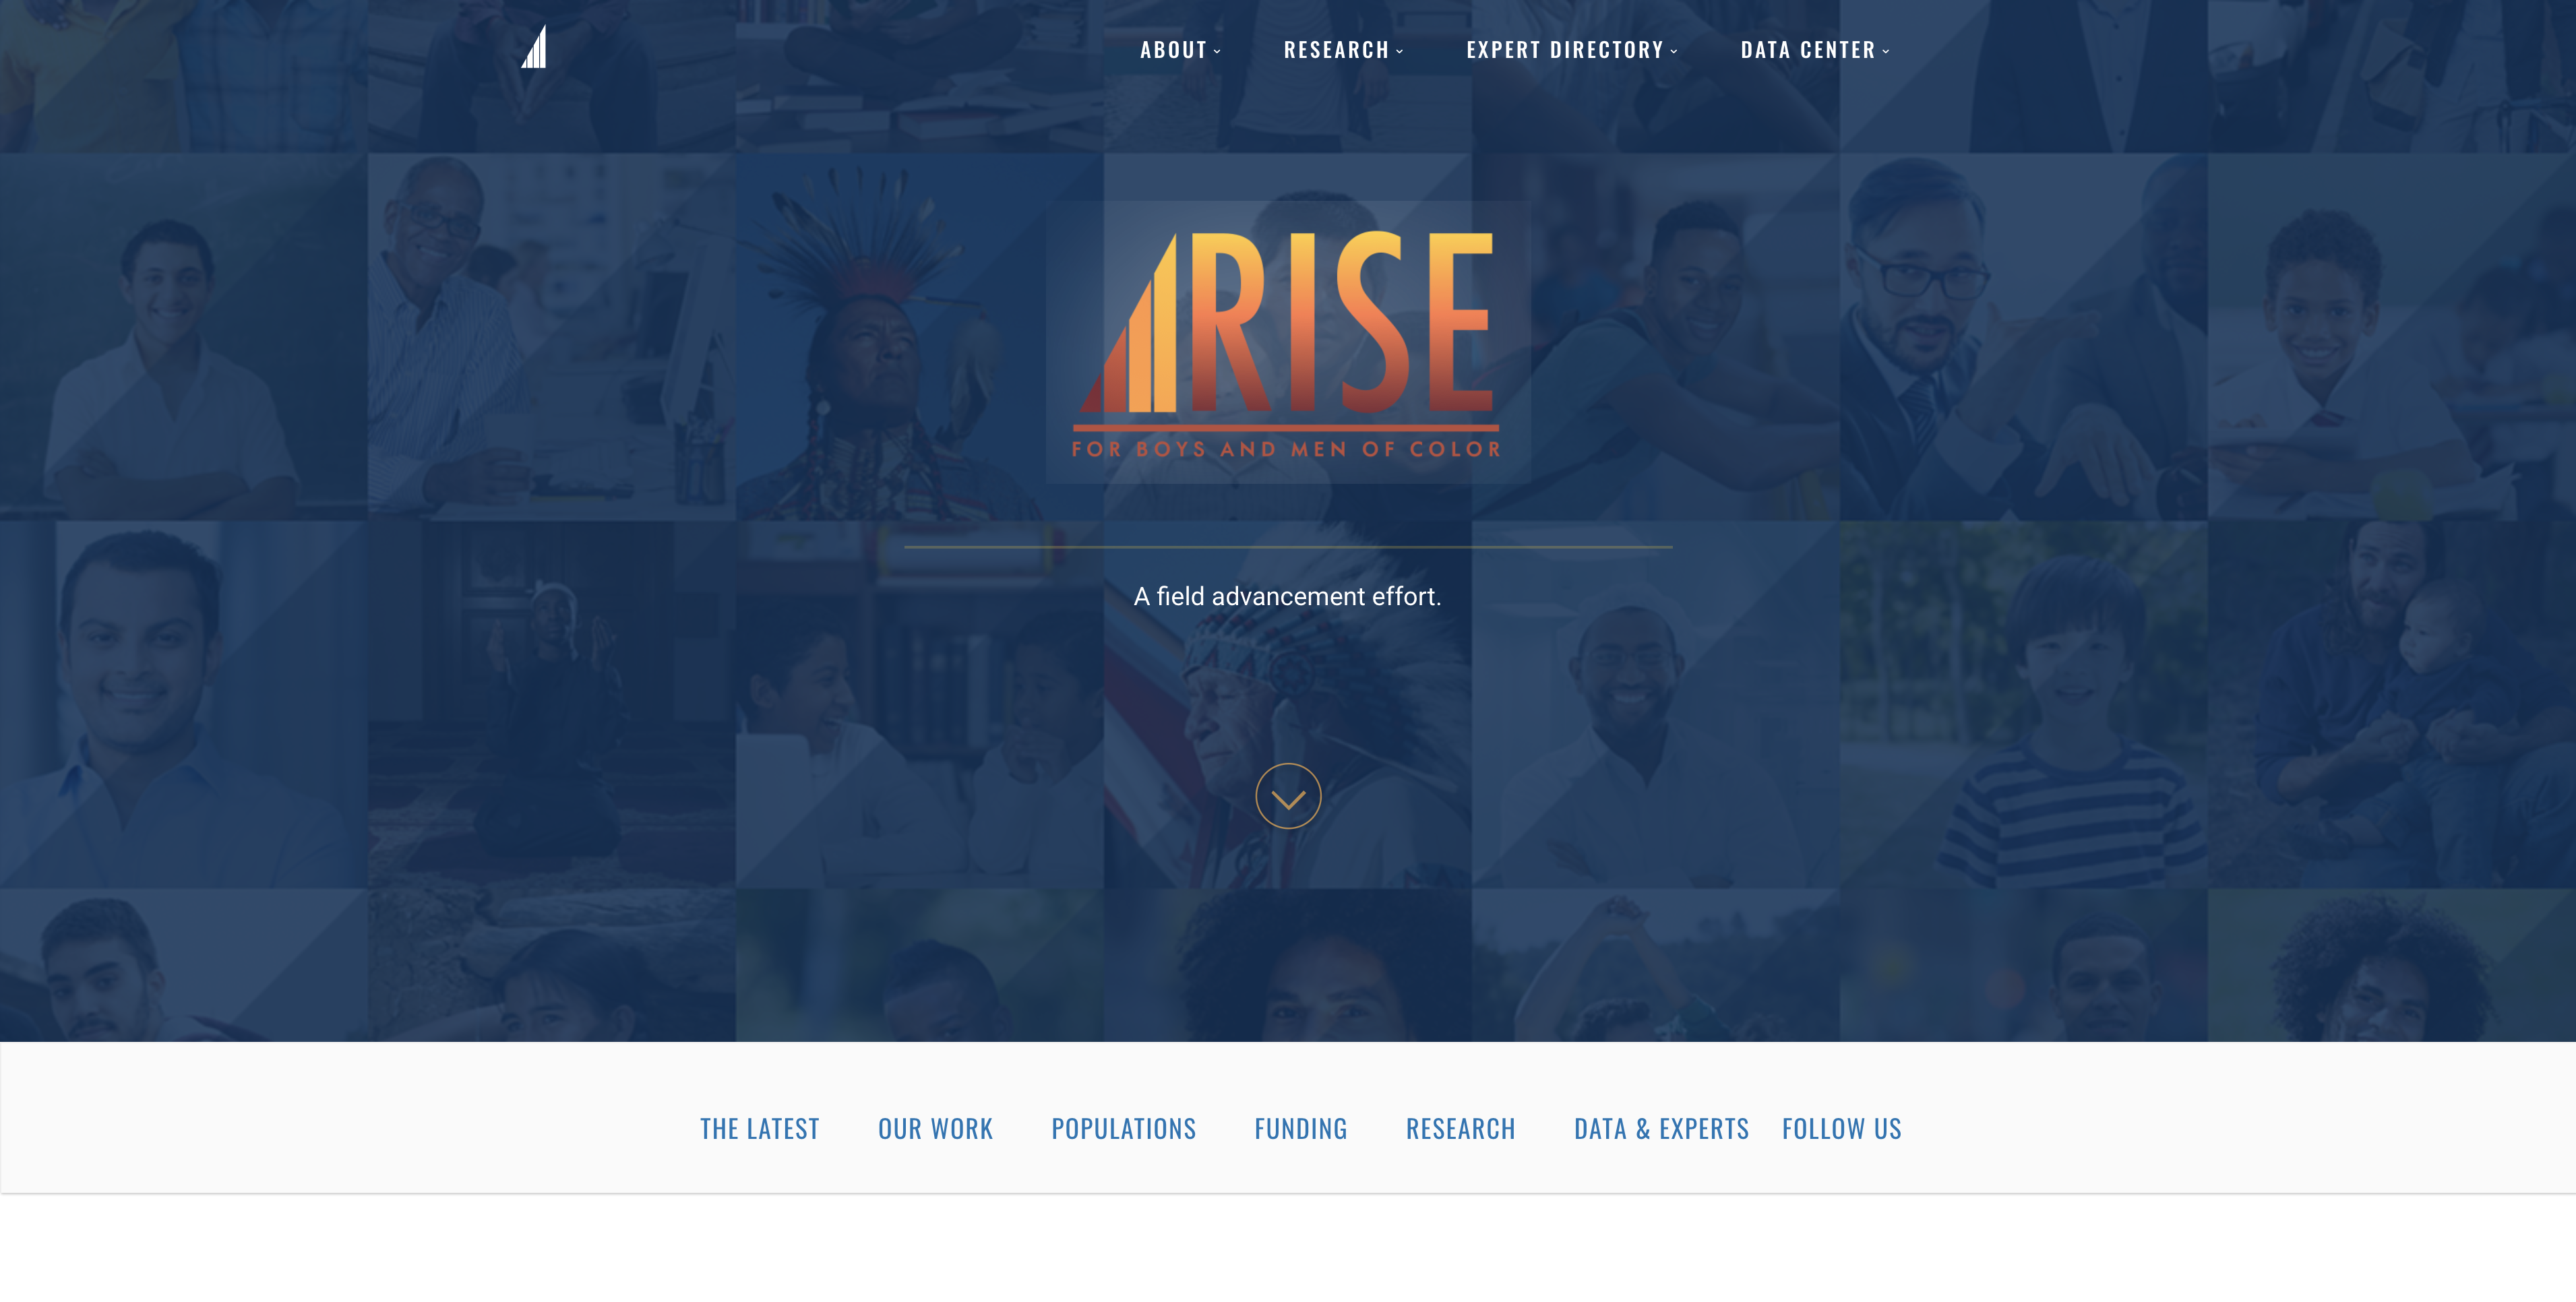 ABOUT RESEARCH EXPERT DIRECTORY DATA CENTER
RISE
FOR BOYS AND MEN OF COLOR
A field advancement effort.
THE LATEST OUR WORK POPULATIONS FUNDING RESEARCH DATA & EXPERTS FOLLOW US